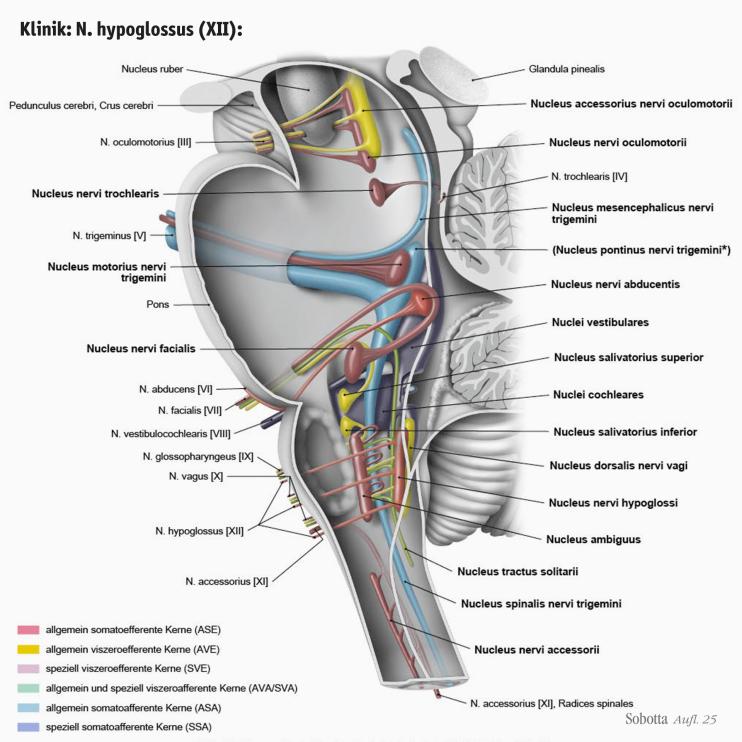 Klinik: N. hypoglossus (XII):
Nucleus ruber
Pedunculus cerebri, Crus cerebri
N. oculomotorius [III]
Nucleus nervi trochlearis
N. trigeminus [V]
Nucleus motorius nervi
trigemini
Pons
Nucleus nervi facialis
N. abducens [VI]
N. facialis [VII]
N. vestibulocochlearis [VIII]
N. glossopharyngeus [IX]
N. vagus [X]
N. hypoglossus [XII]
N. accessorius [XI]
Glandula pinealis
Nucleus accessorius nervi oculomotorii
Nucleus nervi oculomotorii
N. trochlearis [IV]
Nucleus mesencephalicus nervi
trigemini
(Nucleus pontinus nervi trigemini*)
Nucleus nervi abducentis
Nuclei vestibulares
Nucleus salivatorius superior
Nuclei cochleares
Nucleus salivatorius inferior
Nucleus dorsalis nervi vagi
Nucleus nervi hypoglossi
Nucleus ambiguus
Nucleus tractus solitarii
Nucleus spinalis nervi trigemini
Nucleus nervi accessorii
N. accessorius [XI], Radices spinales
allgemein somatoefferente Kerne (ASE)
allgemein viszeroefferente Kerne (AVE)
speziell viszeroefferente Kerne (SVE)
allgemein und speziell viszeroafferente Kerne (AVA/SVA)
allgemein somatoafferente Kerne (ASA)
speziell somatoafferente Kerne (SSA)
Sobotta Aufl. 25